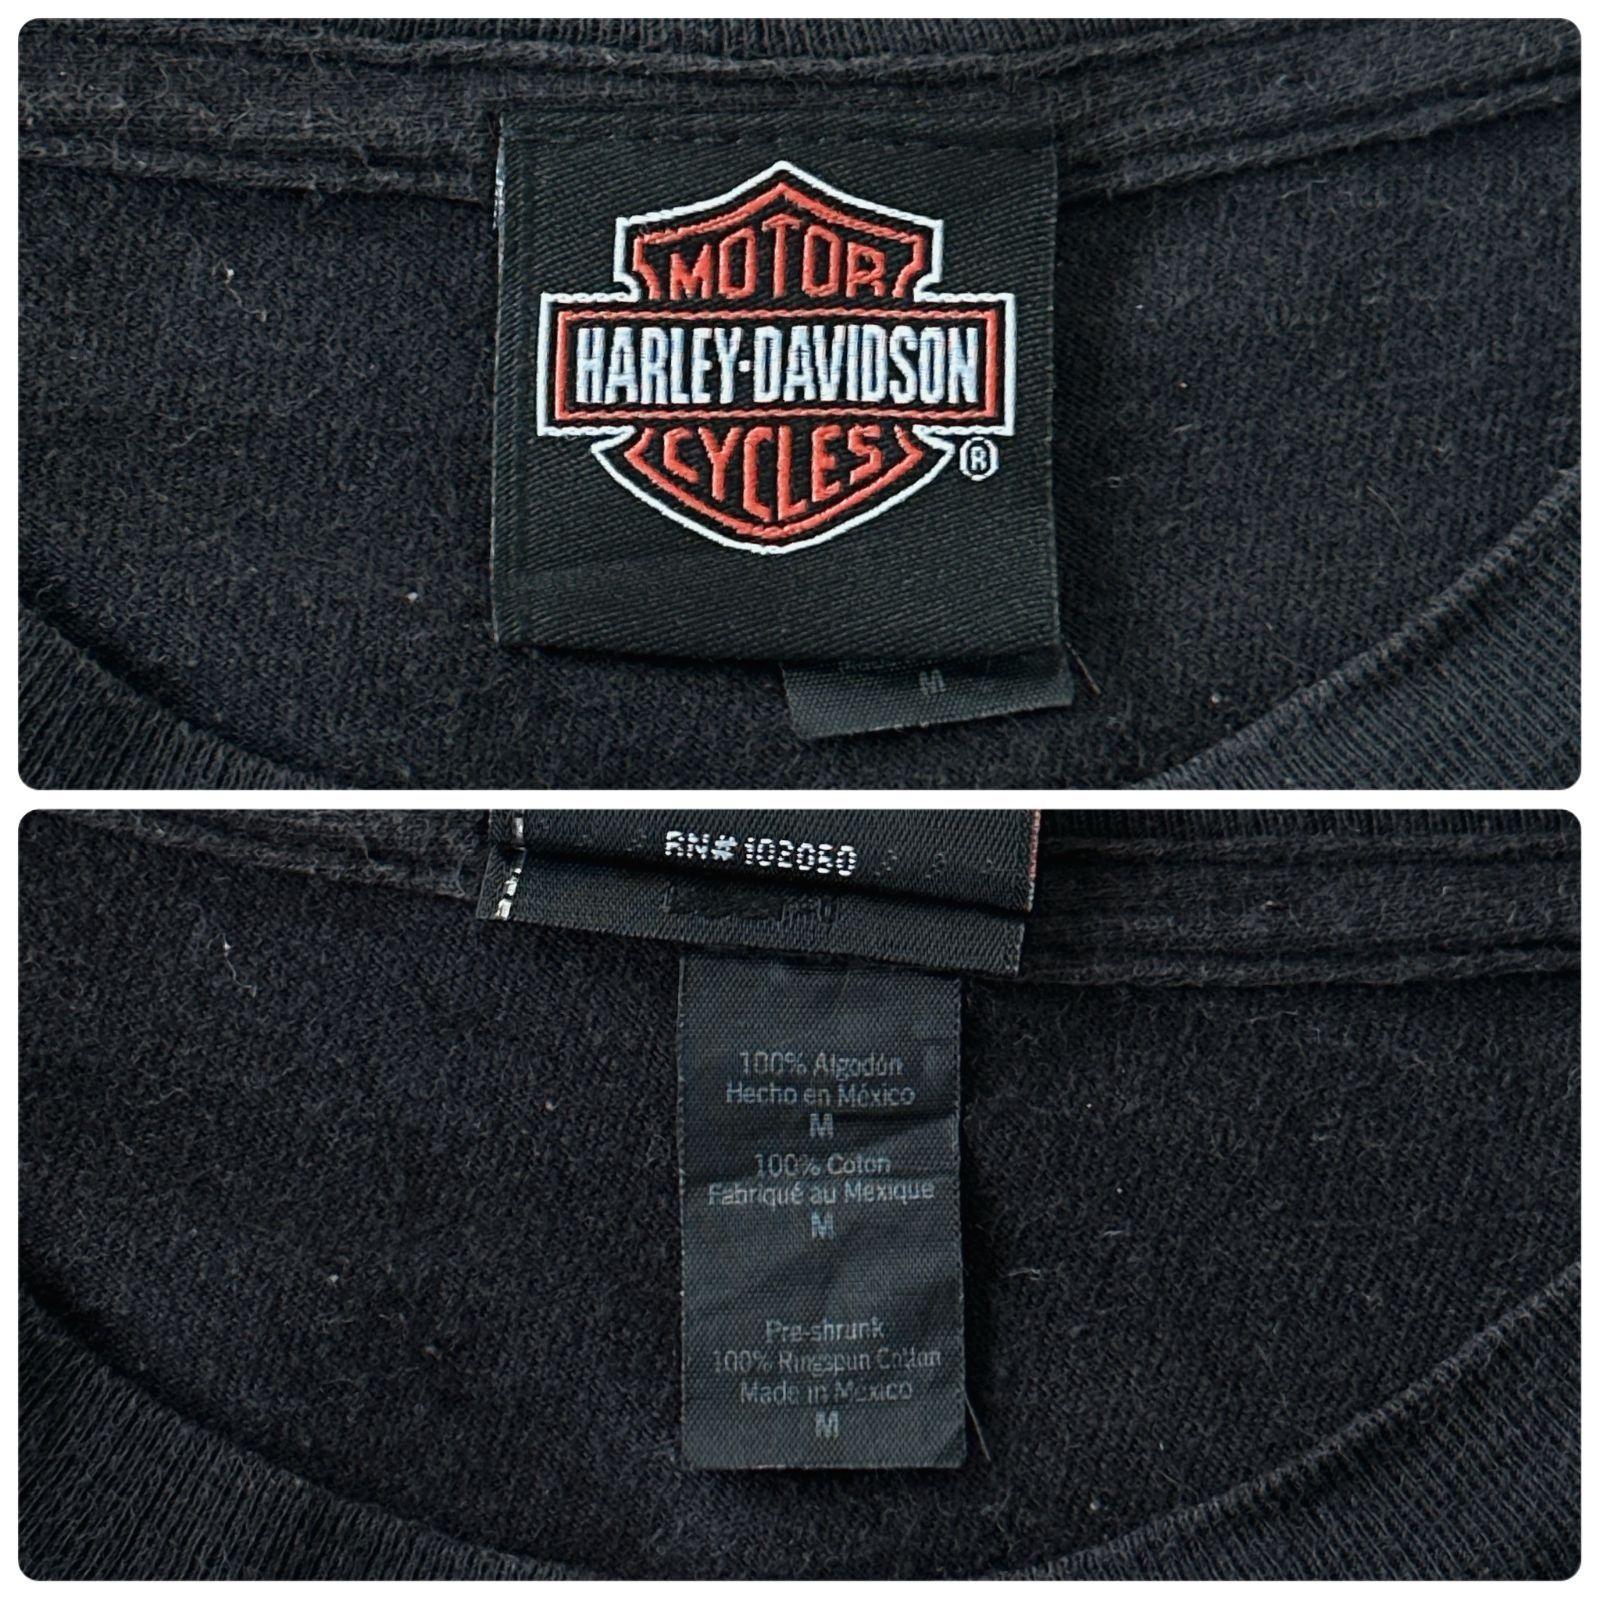 MOTOR
HARLEY-DAVIDSON
CYCLES
®
M
RN#103050
100% Algodón
Hecho en México
M
100% Coton
Fabriqué au Mexique
M
Pre-shrunk
100% Ringspun Cotton
Made in Mexico
M